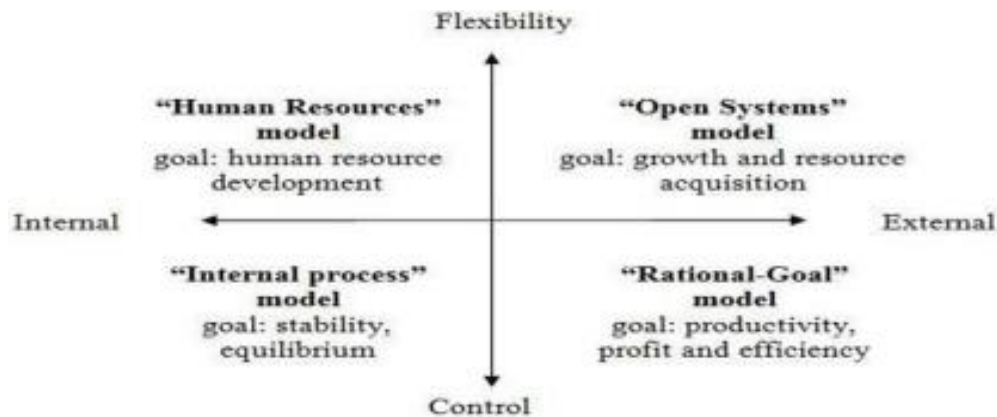 Flexibility
“Human Resources”
model
goal: human resource
development
“Open Systems”
model
goal: growth and resource
acquisition
Internal
External
“Internal process”
model
goal: stability,
equilibrium
“Rational-Goal”
model
goal: productivity,
profit and efficiency
Control